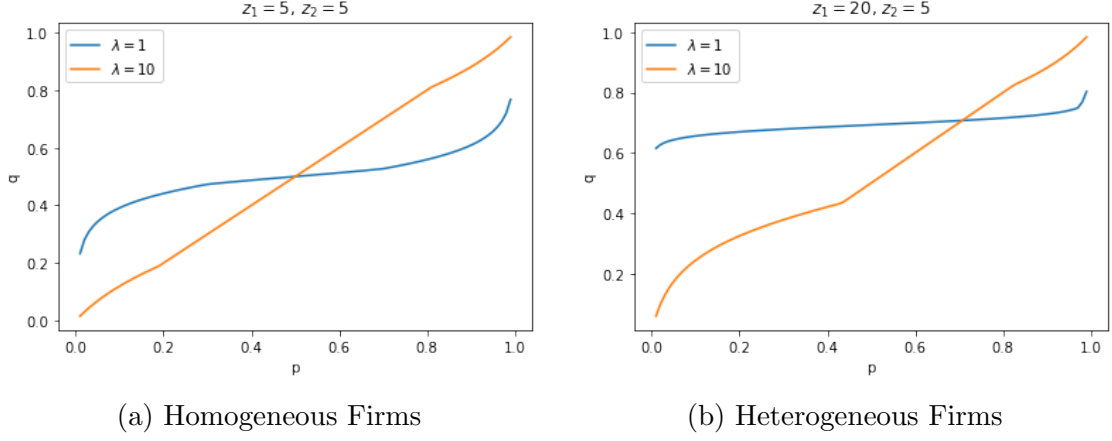 z₁ = 5, z₂ = 5
1.0
0.8
0.6
0.4
0.2
0.0
q
λ = 1
λ = 10
0.0 0.2 0.4 0.6 0.8 1.0
p
(a) Homogeneous Firms
z₁ = 20, z₂ = 5
1.0
0.8
0.6
0.4
0.2
q
λ = 1
λ = 10
0.0 0.2 0.4 0.6 0.8 1.0
p
(b) Heterogeneous Firms